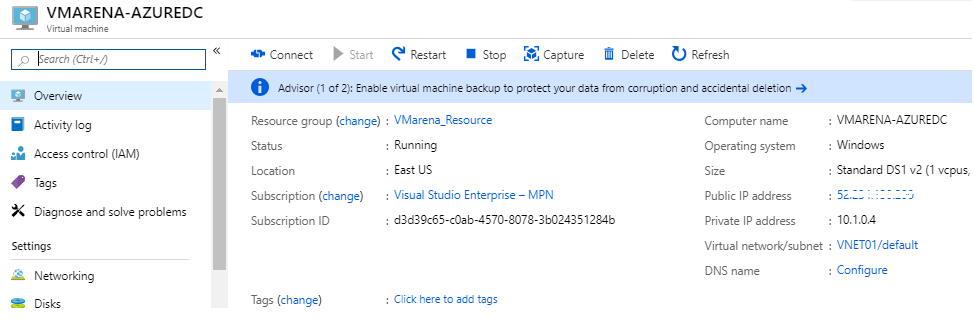 VMARENA-AZUREDC
Virtual machine
Search (Ctrl+/)
«
Connect Start Restart Stop Capture Delete Refresh
Advisor (1 of 2): Enable virtual machine backup to protect your data from corruption and accidental deletion →
Overview
Activity log
Access control (IAM)
Tags
Diagnose and solve problems
Settings
Networking
Disks
Resource group (change) : VMarena_Resource
Status : Running
Location : East US
Subscription (change) : Visual Studio Enterprise – MPN
Subscription ID : d3d39c65-c0ab-4570-8078-3b024351284b
Computer name : VMARENA-AZUREDC
Operating system : Windows
Size : Standard DS1 v2 (1 vcpus,
Public IP address :
Private IP address : 10.1.0.4
Virtual network/subnet : VNET01/default
DNS name : Configure
Tags (change) : Click here to add tags